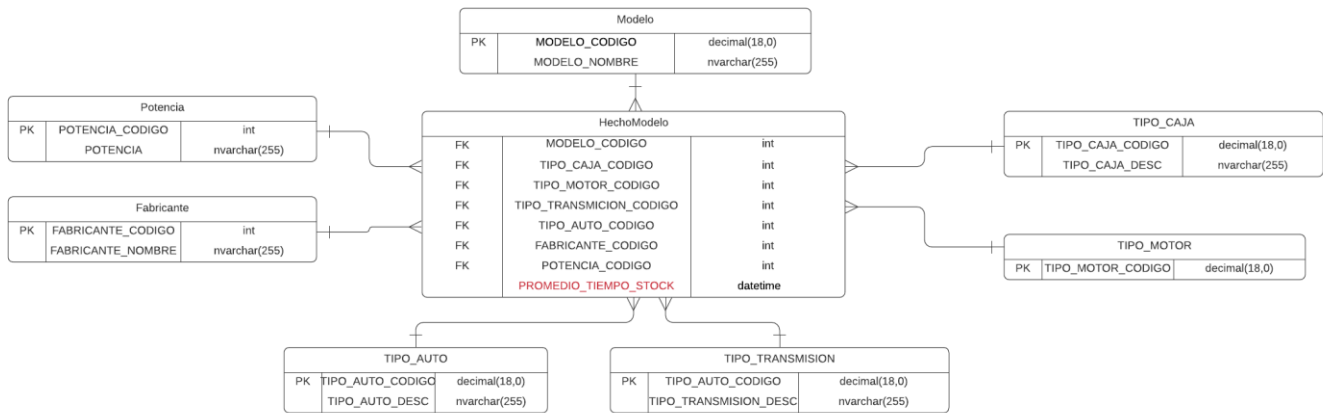 Modelo
PK MODELO_CODIGO decimal(18,0)
MODELO_NOMBRE nvarchar(255)
Potencia
PK POTENCIA_CODIGO int
POTENCIA nvarchar(255)
Fabricante
PK FABRICANTE_CODIGO int
FABRICANTE_NOMBRE nvarchar(255)
HechoModelo
FK MODELO_CODIGO int
FK TIPO_CAJA_CODIGO int
FK TIPO_MOTOR_CODIGO int
FK TIPO_TRANSMICION_CODIGO int
FK TIPO_AUTO_CODIGO int
FK FABRICANTE_CODIGO int
FK POTENCIA_CODIGO int
PROMEDIO_TIEMPO_STOCK datetime
TIPO_CAJA
PK TIPO_CAJA_CODIGO decimal(18,0)
TIPO_CAJA_DESC nvarchar(255)
TIPO_MOTOR
PK TIPO_MOTOR_CODIGO decimal(18,0)
TIPO_AUTO
PK TIPO_AUTO_CODIGO decimal(18,0)
TIPO_AUTO_DESC nvarchar(255)
TIPO_TRANSMISION
PK TIPO_AUTO_CODIGO decimal(18,0)
TIPO_TRANSMISION_DESC nvarchar(255)